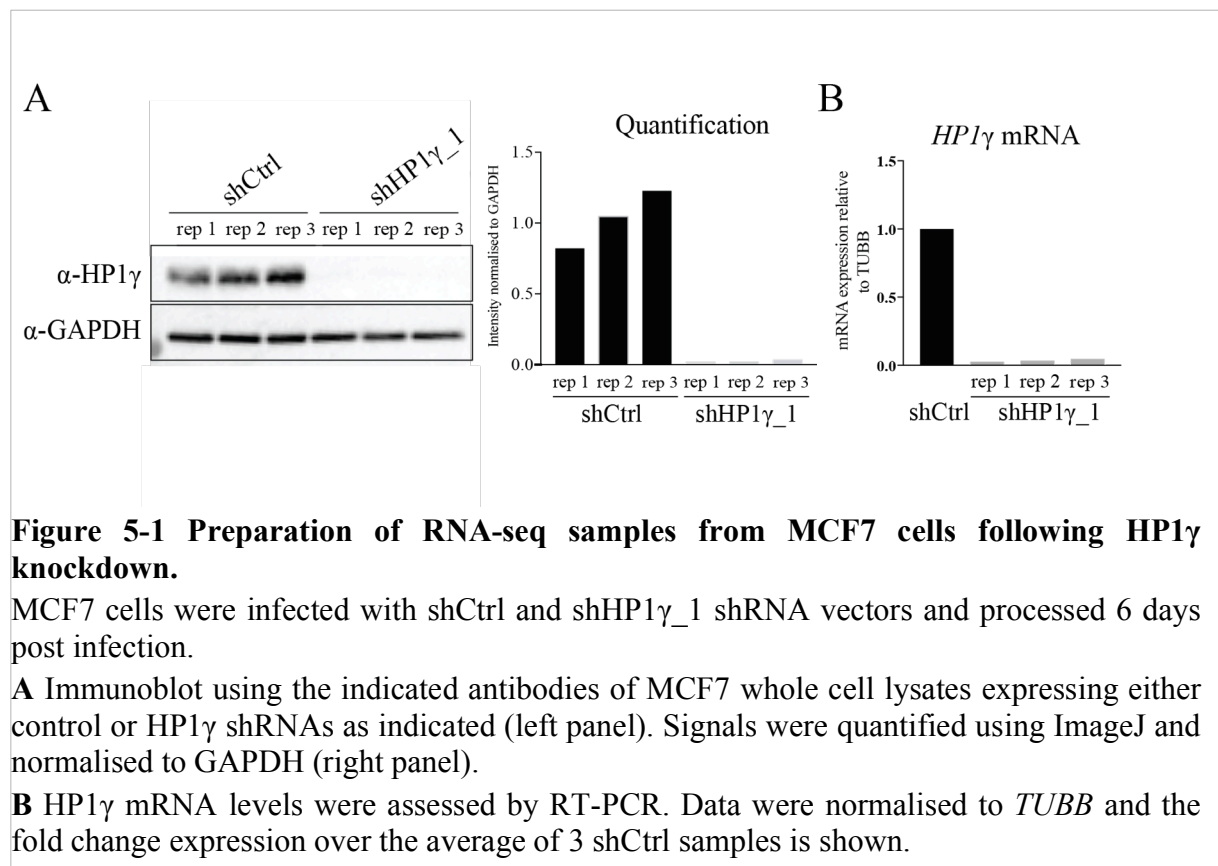 A
B
shCtrl
shHP1γ_1
rep 1 rep 2 rep 3 rep 1 rep 2 rep 3
α-HP1γ
α-GAPDH
Quantification
Intensity normalised to GAPDH
1.5
1.0
0.5
0.0
rep 1 rep 2 rep 3 rep 1 rep 2 rep 3
shCtrl
shHP1γ_1
HP1γ mRNA
mRNA expression relative
to TUBB
1.5
1.0
0.5
0.0
rep 1 rep 2 rep 3
shCtrl
shHP1γ_1
Figure 5-1 Preparation of RNA-seq samples from MCF7 cells following HP1γ
knockdown.
MCF7 cells were infected with shCtrl and shHP1γ_1 shRNA vectors and processed 6 days
post infection.
A Immunoblot using the indicated antibodies of MCF7 whole cell lysates expressing either
control or HP1γ shRNAs as indicated (left panel). Signals were quantified using ImageJ and
normalised to GAPDH (right panel).
B HP1γ mRNA levels were assessed by RT-PCR. Data were normalised to TUBB and the
fold change expression over the average of 3 shCtrl samples is shown.